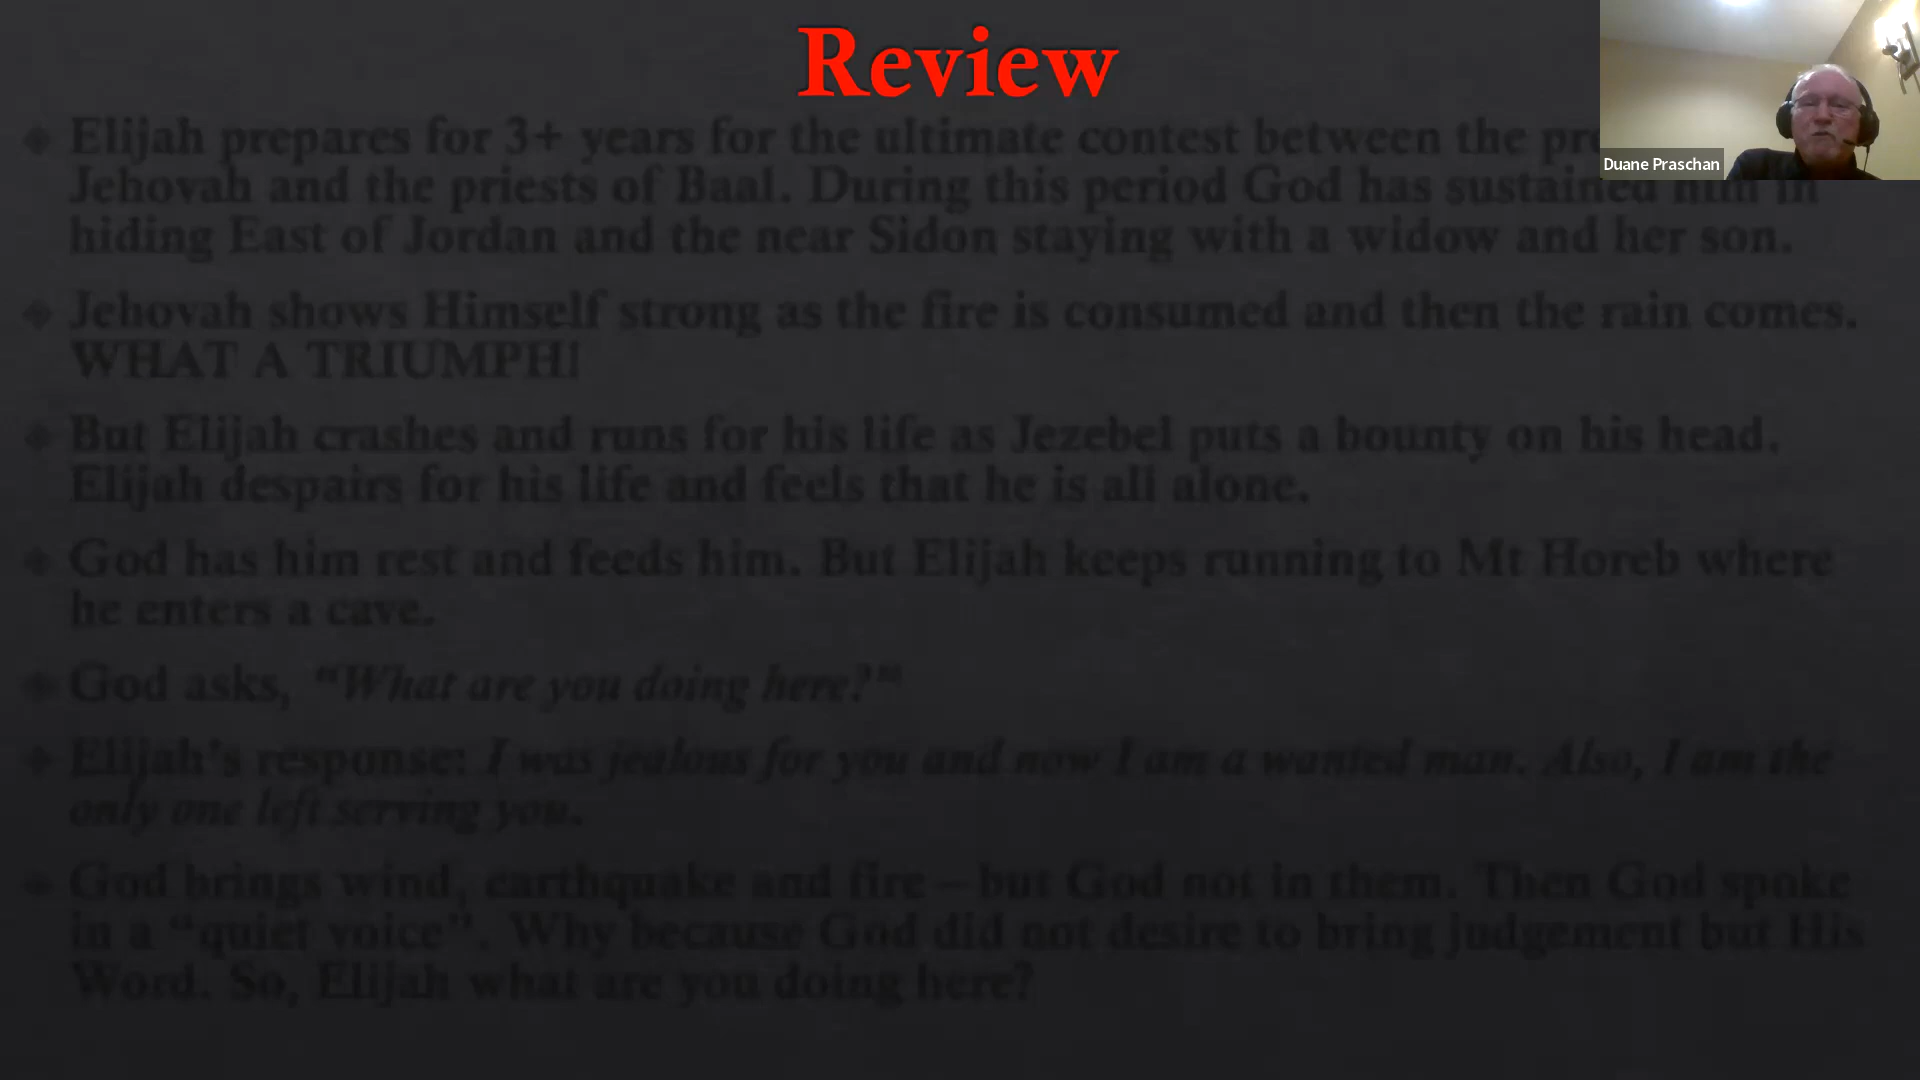 Review
Elijah prepares for 3+ years for the ultimate contest between the
Jehovah and the priests of Baal. During this period God has sustained him in
hiding East of Jordan and the near Sidon staying with a widow and her son.
Jehovah shows Himself strong as the fire is consumed and then the rain comes.
WHAT A TRIUMPH!
But Elijah crashes and runs for his life as Jezebel puts a bounty on his head.
Elijah despairs for his life and feels that he is all alone.
God has him rest and feeds him. But Elijah keeps running to Mt Horeb where
he enters a cave.
God asks, “What are you doing here?”
Elijah’s response: I was jealous for you and now I am a wanted man. Also, I am the
only one left serving you.
God brings wind, earthquake and fire – but God not in them. Then God spoke
in a “quiet voice”. Why because God did not desire to bring judgement but His
Word. So, Elijah what are you doing here?
Duane Praschan